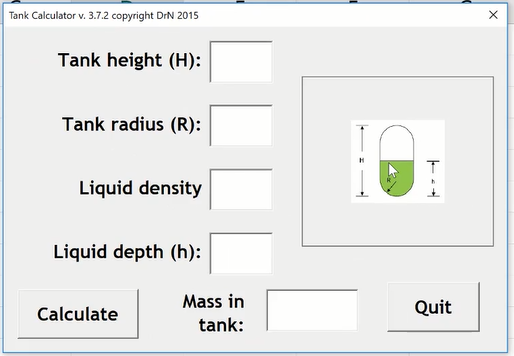 Tank Calculator v. 3.7.2 copyright DrN 2015
Tank height (H):
Tank radius (R):
Liquid density
Liquid depth (h):
H
R
h
Calculate
Mass in
tank:
Quit